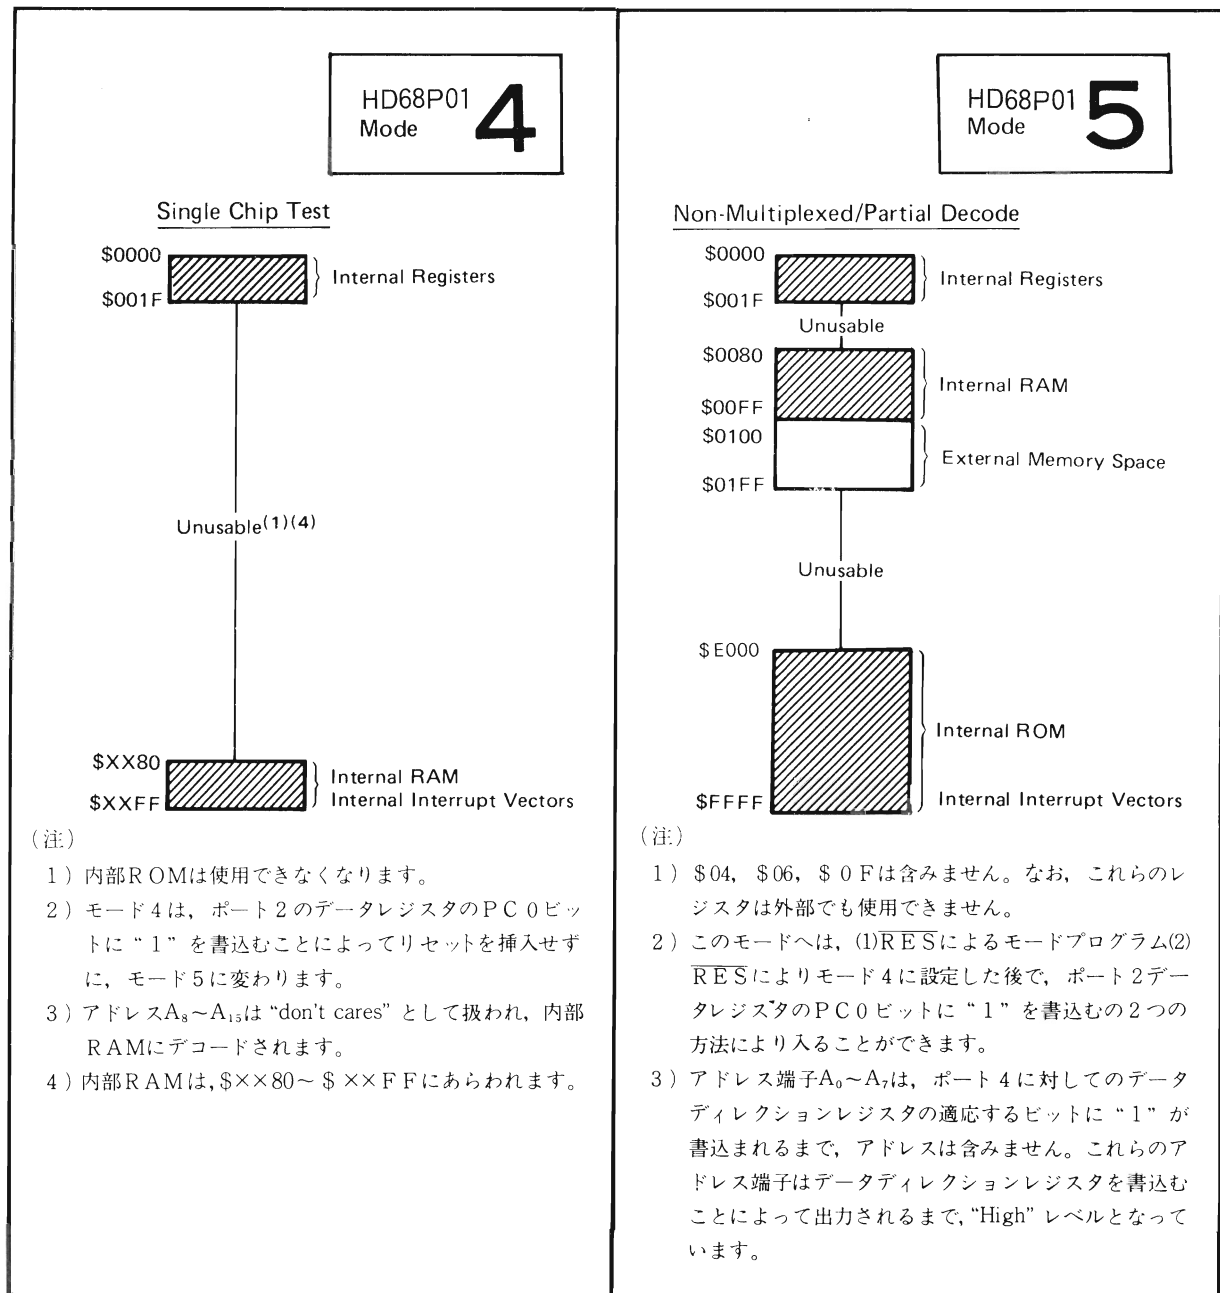 HD68P01
Mode 4
Single Chip Test
$0000
Internal Registers
$001F
Unusable(1)(4)
$XX80
Internal RAM
$XXFF
Internal Interrupt Vectors
(注)
1) 内部ROMは使用できなくなります。
2) モード4は, ポート2のデータレジスタのPC0ビッ
トに“1”を書込むことによってリセットを挿入せず
に, モード5に変わります。
3) アドレスA₈~A₁₅は“don't cares”として扱われ, 内部
RAMにデコードされます。
4) 内部RAMは, $××80~$××FFにあらわれます。
HD68P01
Mode 5
Non-Multiplexed/Partial Decode
$0000
Internal Registers
$001F
Unusable
$0080
Internal RAM
$00FF
$0100
External Memory Space
$01FF
Unusable
$E000
Internal ROM
$FFFF
Internal Interrupt Vectors
(注)
1) $04, $06, $0Fは含みません。なお, これらのレ
ジスタは外部でも使用できません。
2) このモードへは, (1)R̅E̅S̅によるモードプログラム(2)
R̅E̅S̅によりモード4に設定した後で, ポート2デー
タレジスタのPC0ビットに“1”を書込むの2つの
方法により入ることができます。
3) アドレス端子A₀~A₇は, ポート4に対してのデータ
ディレクションレジスタの適応するビットに“1”が
書込まれるまで, アドレスは含みません。これらのア
ドレス端子はデータディレクションレジスタを書込む
ことによって出力されるまで, “High”レベルとなって
います。